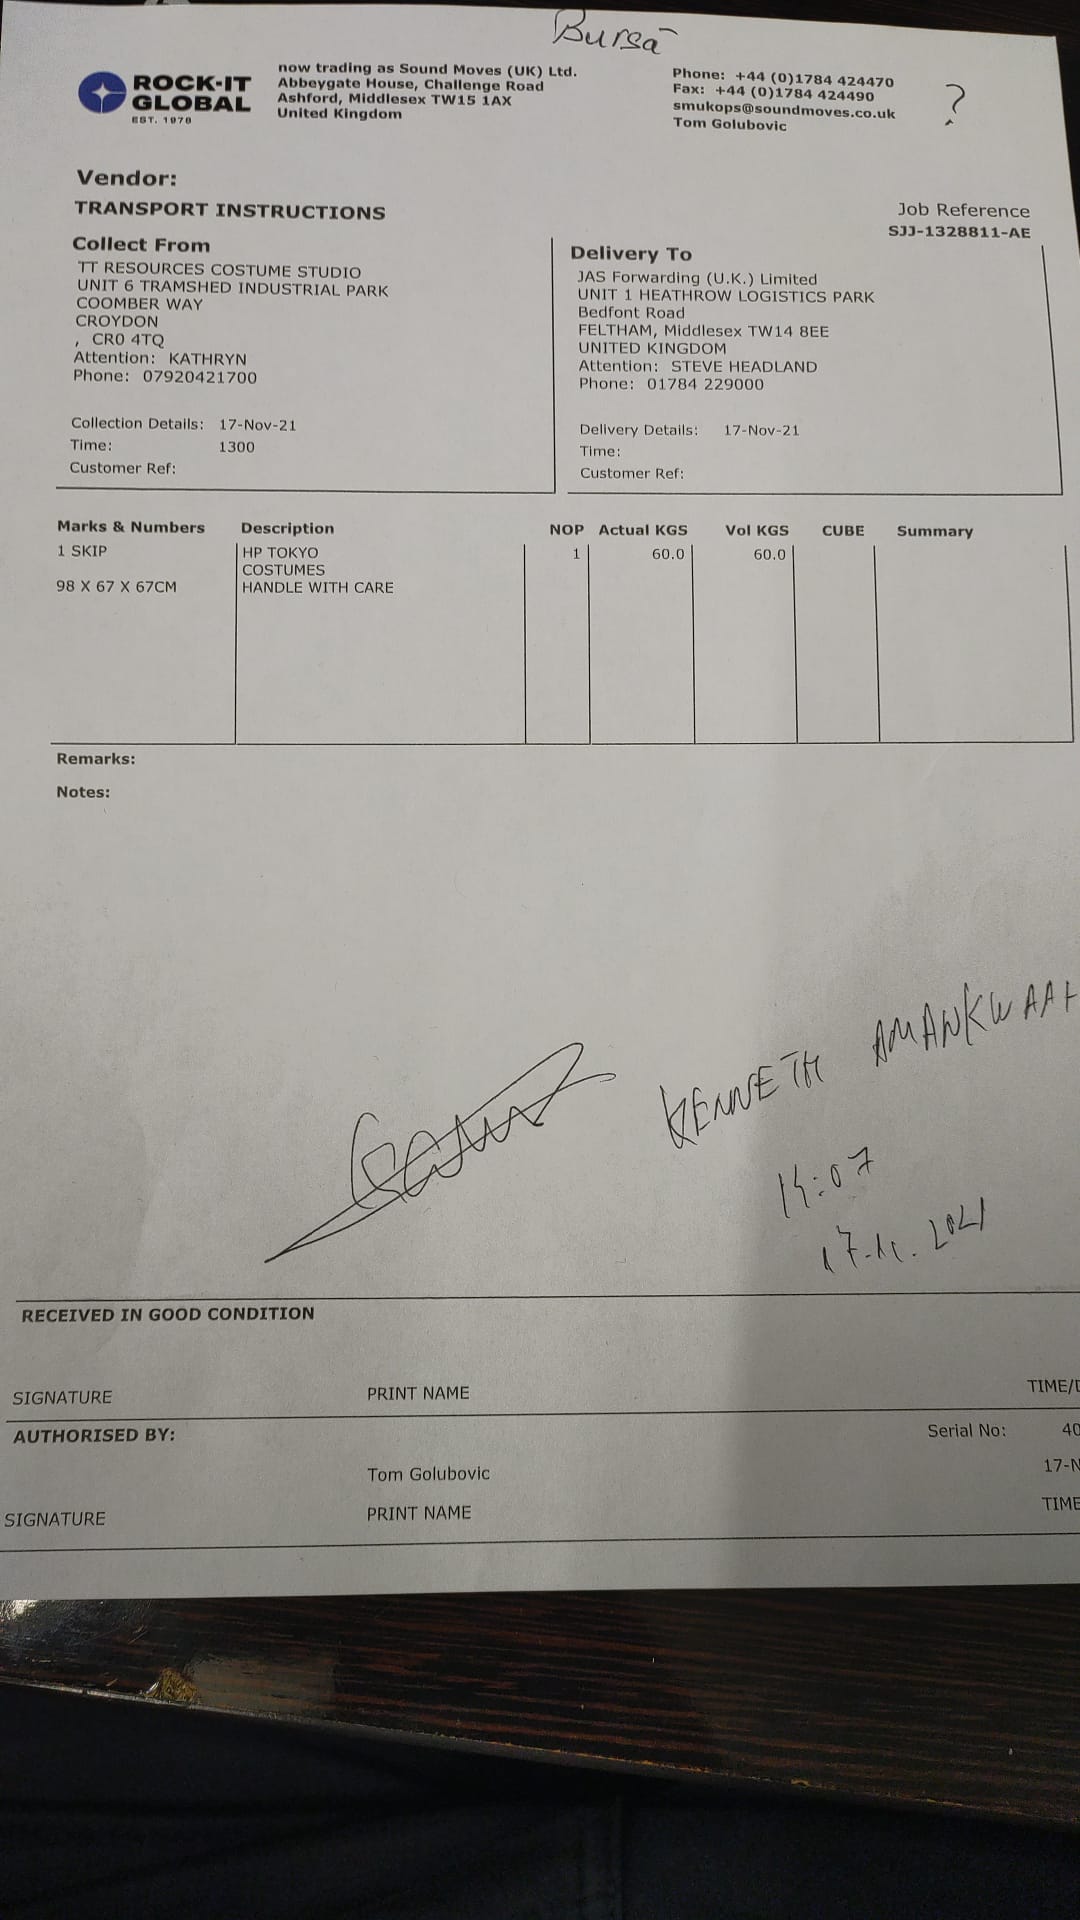 Bursă
ROCK-IT
GLOBAL
EST. 1978
now trading as Sound Moves (UK) Ltd.
Abbeygate House, Challenge Road
Ashford, Middlesex TW15 1AX
United Kingdom
Phone: +44 (0)1784 424470
Fax: +44 (0)1784 424490
smukops@soundmoves.co.uk
Tom Golubovic
?
Vendor:
TRANSPORT INSTRUCTIONS
Job Reference
SJJ-1328811-AE
Collect From
TT RESOURCES COSTUME STUDIO
UNIT 6 TRAMSHED INDUSTRIAL PARK
COOMBER WAY
CROYDON
, CR0 4TQ
Attention: KATHRYN
Phone: 07920421700
Collection Details: 17-Nov-21
Time: 1300
Customer Ref:
Delivery To
JAS Forwarding (U.K.) Limited
UNIT 1 HEATHROW LOGISTICS PARK
Bedfont Road
FELTHAM, Middlesex TW14 8EE
UNITED KINGDOM
Attention: STEVE HEADLAND
Phone: 01784 229000
Delivery Details: 17-Nov-21
Time:
Customer Ref:
Marks & Numbers Description NOP Actual KGS Vol KGS CUBE Summary
1 SKIP HP TOKYO 1 60.0 60.0
COSTUMES
98 X 67 X 67CM HANDLE WITH CARE
Remarks:
Notes:
KENNETH AMANKWAAH
14:07
17.11.2021
RECEIVED IN GOOD CONDITION
SIGNATURE PRINT NAME TIME/D
AUTHORISED BY: Serial No: 40
Tom Golubovic 17-N
SIGNATURE PRINT NAME TIME